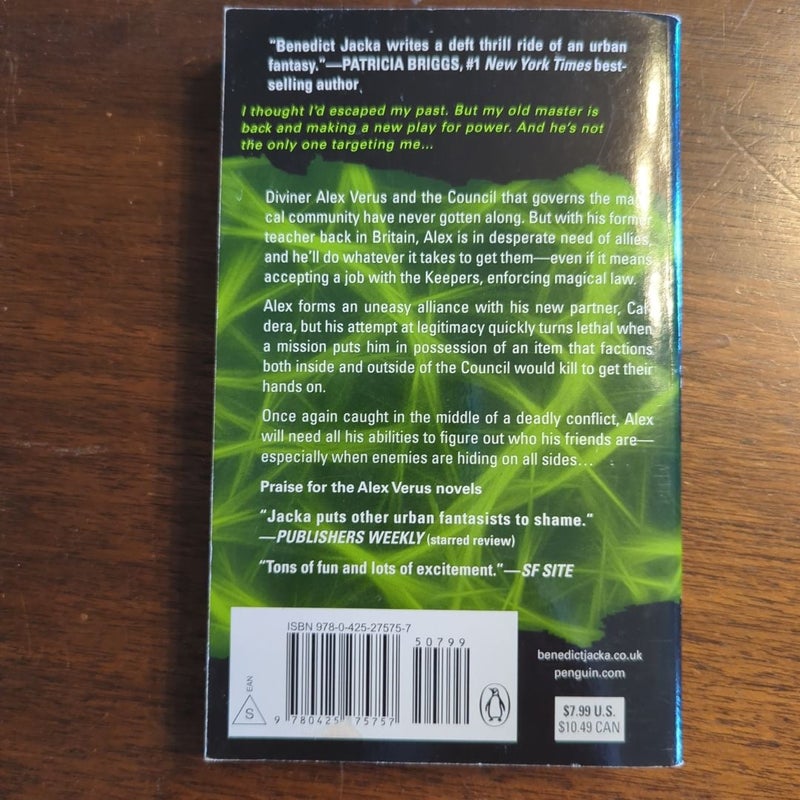 "Benedict Jacka writes a deft thrill ride of an urban
fantasy."—PATRICIA BRIGGS, #1 New York Times best-
selling author
I thought I'd escaped my past. But my old master is
back and making a new play for power. And he's not
the only one targeting me...
Diviner Alex Verus and the Council that governs the magi-
cal community have never gotten along. But with his former
teacher back in Britain, Alex is in desperate need of allies,
and he'll do whatever it takes to get them—even if it means
accepting a job with the Keepers, enforcing magical law.
Alex forms an uneasy alliance with his new partner, Cal-
dera, but his attempt at legitimacy quickly turns lethal when
a mission puts him in possession of an item that factions
both inside and outside of the Council would kill to get their
hands on.
Once again caught in the middle of a deadly conflict, Alex
will need all his abilities to figure out who his friends are—
especially when enemies are hiding on all sides...
Praise for the Alex Verus novels
"Jacka puts other urban fantasists to shame."
—PUBLISHERS WEEKLY (starred review)
"Tons of fun and lots of excitement."—SF SITE
ISBN 978-0-425-27575-7
50799
EAN
S
9 780425 275757
benedictjacka.co.uk
penguin.com
$7.99 U.S.
$10.49 CAN